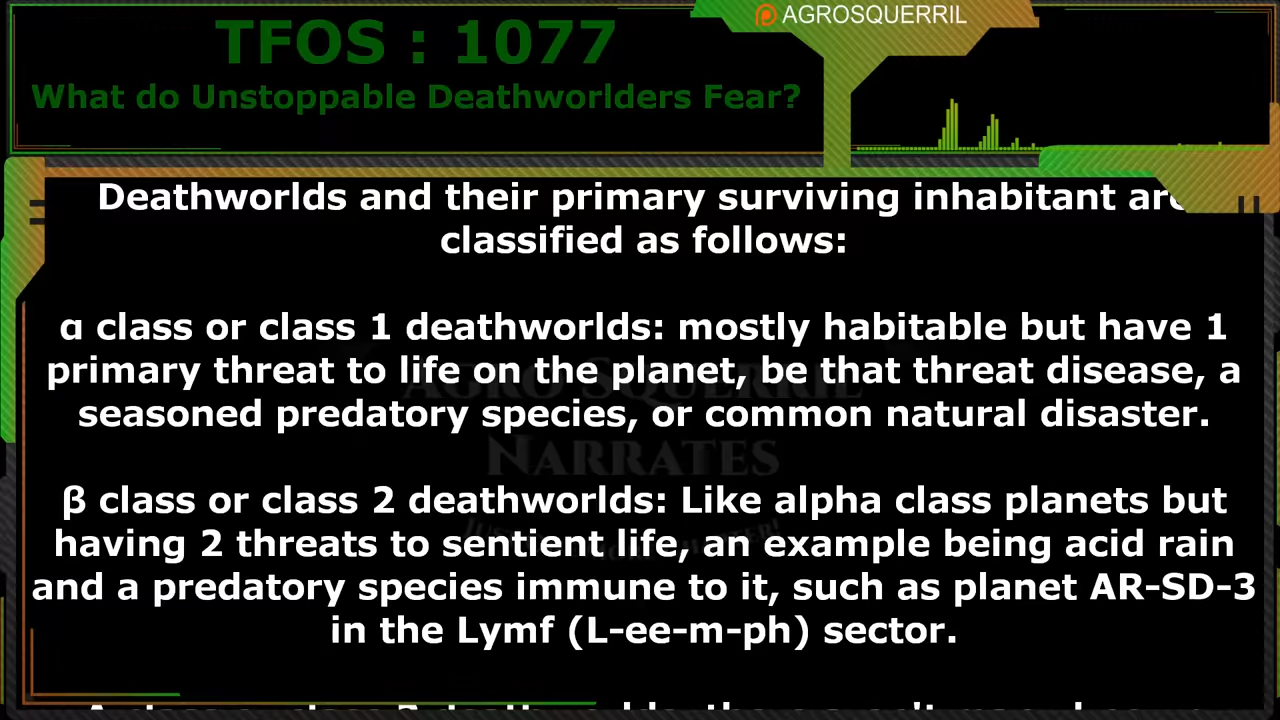 AGROSQUERRIL
TFOS : 1077
What do Unstoppable Deathworlders Fear?
Deathworlds and their primary surviving inhabitant are
classified as follows:
α class or class 1 deathworlds: mostly habitable but have 1
primary threat to life on the planet, be that threat disease, a
seasoned predatory species, or common natural disaster.
AGRO SQUERRIL
NARRATES
β class or class 2 deathworlds: Like alpha class planets but
having 2 threats to sentient life, an example being acid rain
and a predatory species immune to it, such as planet AR-SD-3
in the Lymf (L-ee-m-ph) sector.